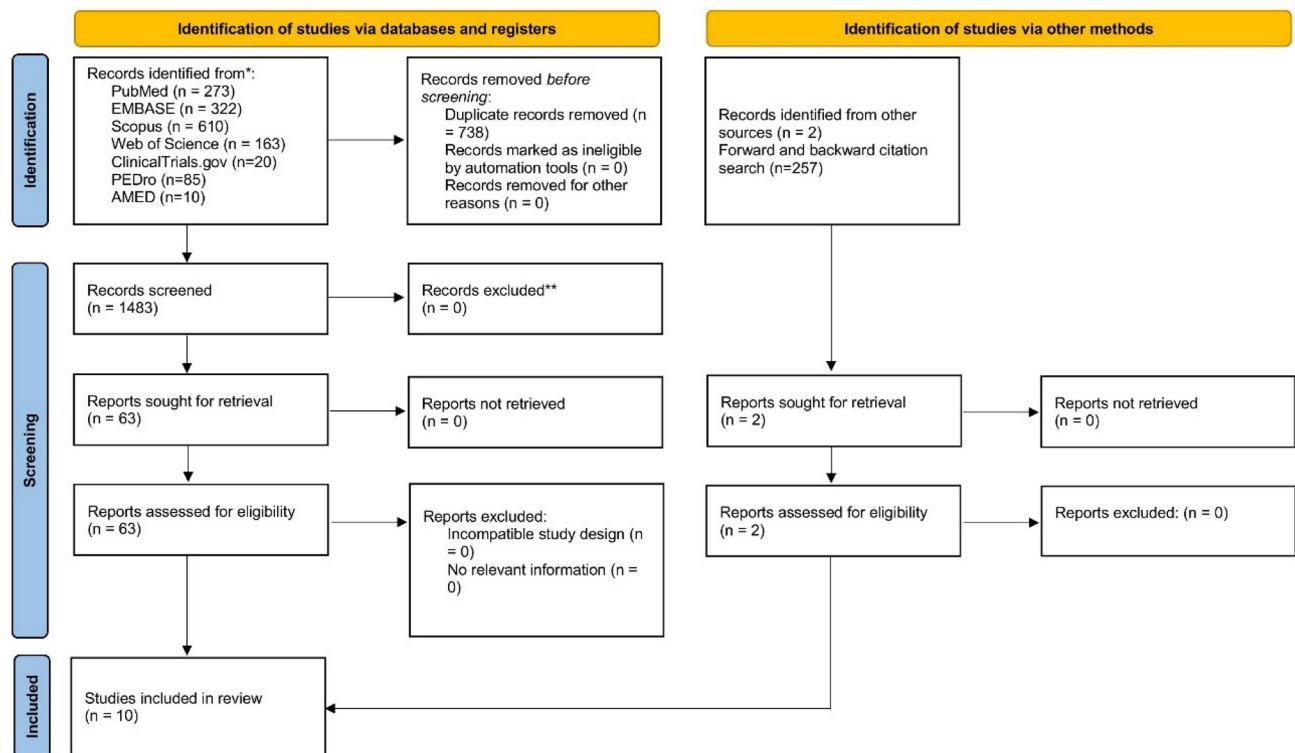 Identification of studies via databases and registers
Identification of studies via other methods
Identification
Records identified from*:
PubMed (n = 273)
EMBASE (n = 322)
Scopus (n = 610)
Web of Science (n = 163)
ClinicalTrials.gov (n=20)
PEDro (n=85)
AMED (n=10)
Records removed before
screening:
Duplicate records removed (n
= 738)
Records marked as ineligible
by automation tools (n = 0)
Records removed for other
reasons (n = 0)
Records identified from other
sources (n = 2)
Forward and backward citation
search (n=257)
Screening
Records screened
(n = 1483)
Records excluded**
(n = 0)
Reports sought for retrieval
(n = 63)
Reports not retrieved
(n = 0)
Reports sought for retrieval
(n = 2)
Reports not retrieved
(n = 0)
Reports assessed for eligibility
(n = 63)
Reports excluded:
Incompatible study design (n
= 0)
No relevant information (n =
0)
Reports assessed for eligibility
(n = 2)
Reports excluded: (n = 0)
Included
Studies included in review
(n = 10)